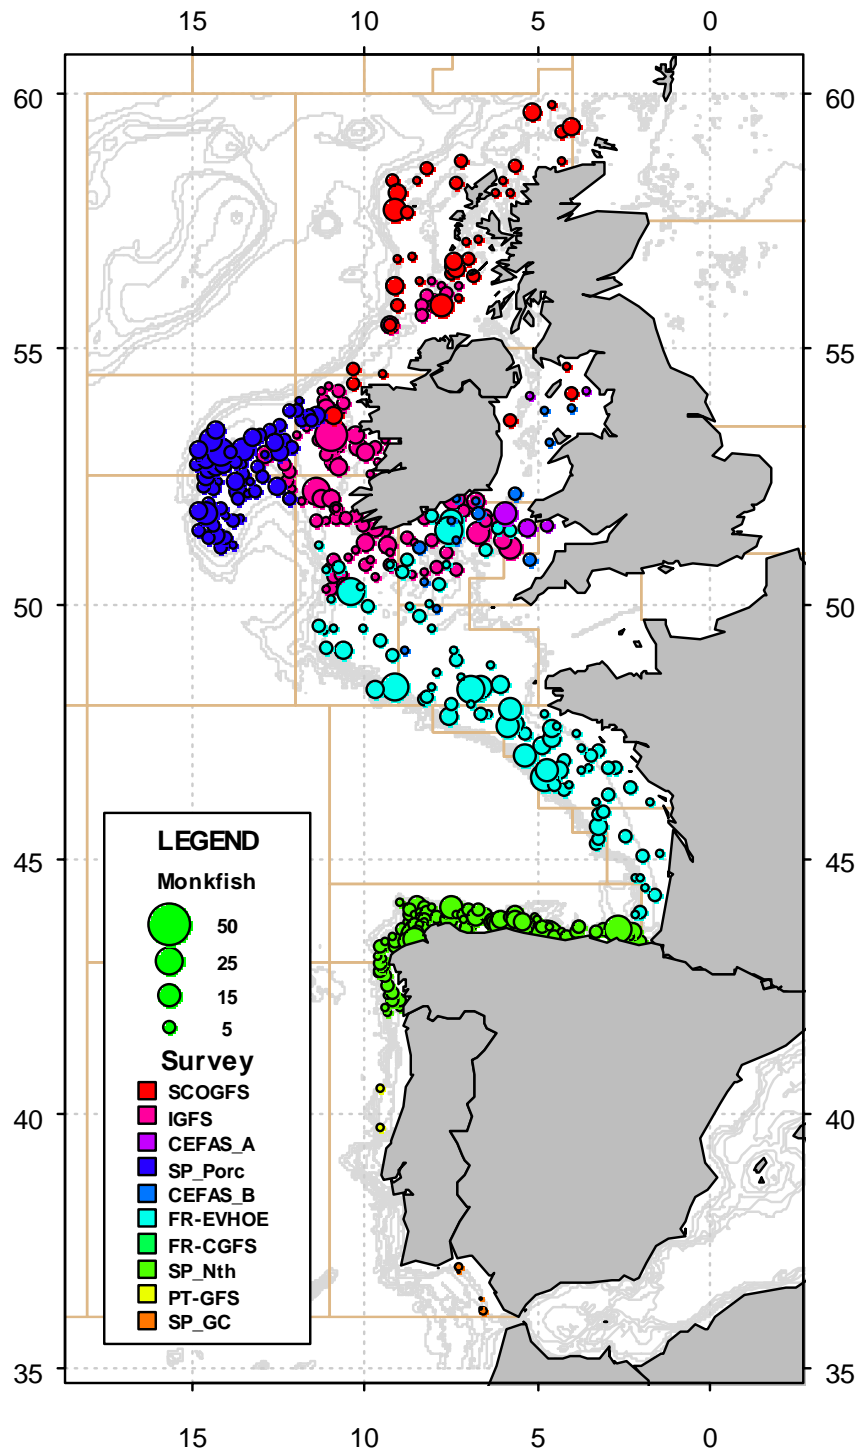 15 10 5 0
60 60
55 55
50 50
45 45
LEGEND
Monkfish
50
25
15
5
Survey
SCOGFS
IGFS
CEFAS_A
SP_Porc
CEFAS_B
FR-EVHOE
FR-CGFS
SP_Nth
PT-GFS
SP_GC
40 40
35 35
15 10 5 0